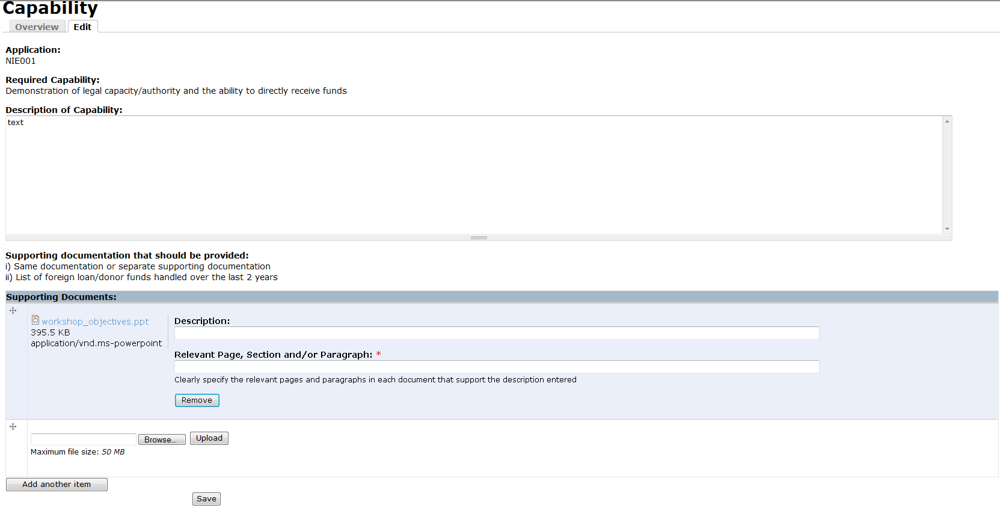 Capability
Overview Edit
Application:
NIE001
Required Capability:
Demonstration of legal capacity/authority and the ability to directly receive funds
Description of Capability:
text
Supporting documentation that should be provided:
i) Same documentation or separate supporting documentation
ii) List of foreign loan/donor funds handled over the last 2 years
Supporting Documents:
workshop_objectives.ppt
395.5 KB
application/vnd.ms-powerpoint
Description:
Relevant Page, Section and/or Paragraph: *
Clearly specify the relevant pages and paragraphs in each document that support the description entered
Remove
Browse... Upload
Maximum file size: 50 MB
Add another item
Save